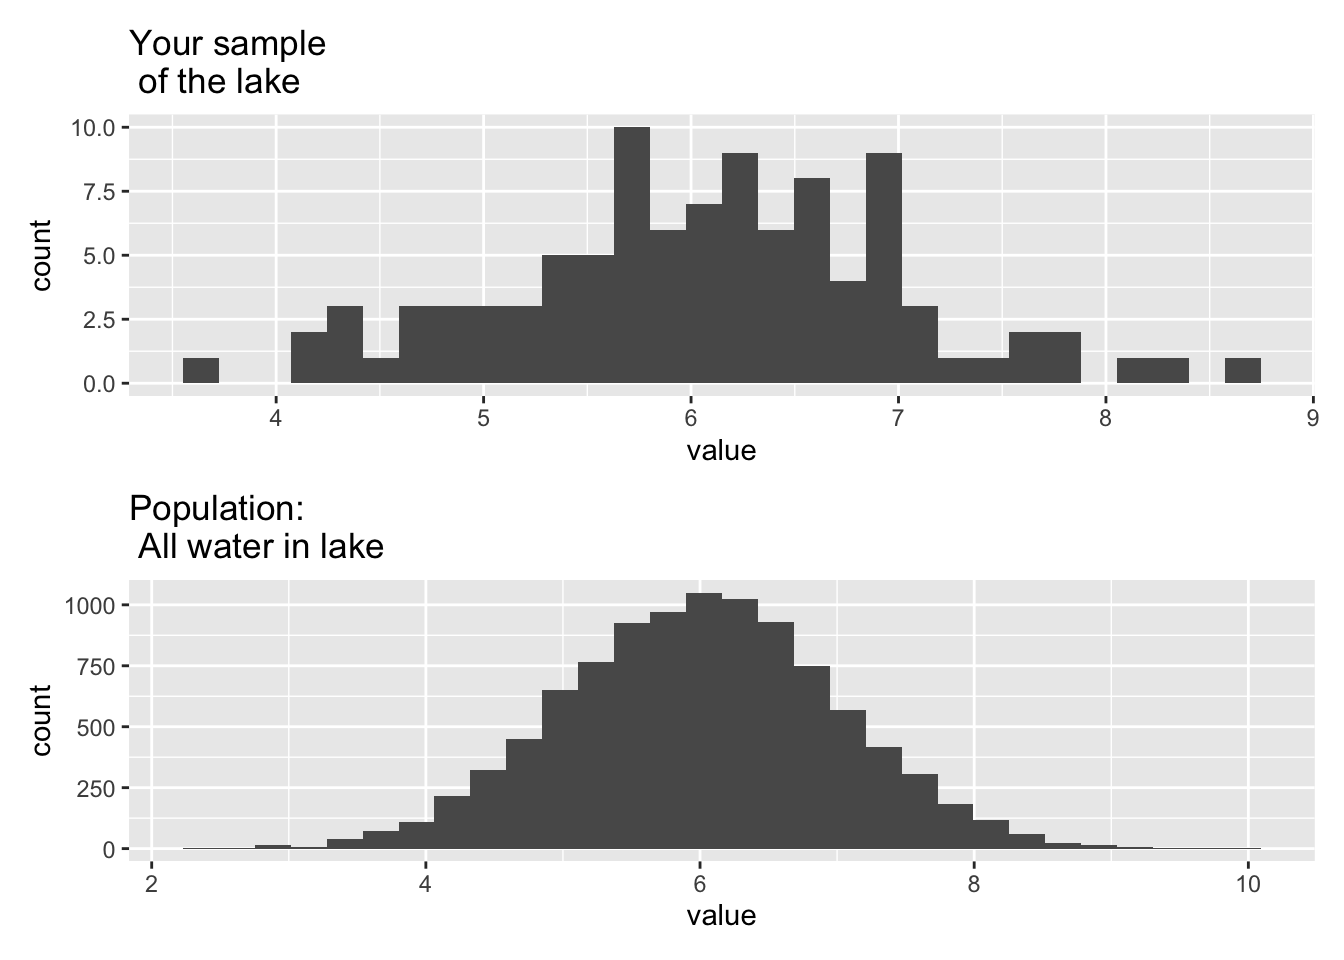 Your sample
of the lake
10.0
7.5
5.0
2.5
0.0
count
4 5 6 7 8 9
value
Population:
All water in lake
1000
750
500
250
0
count
2 4 6 8 10
value